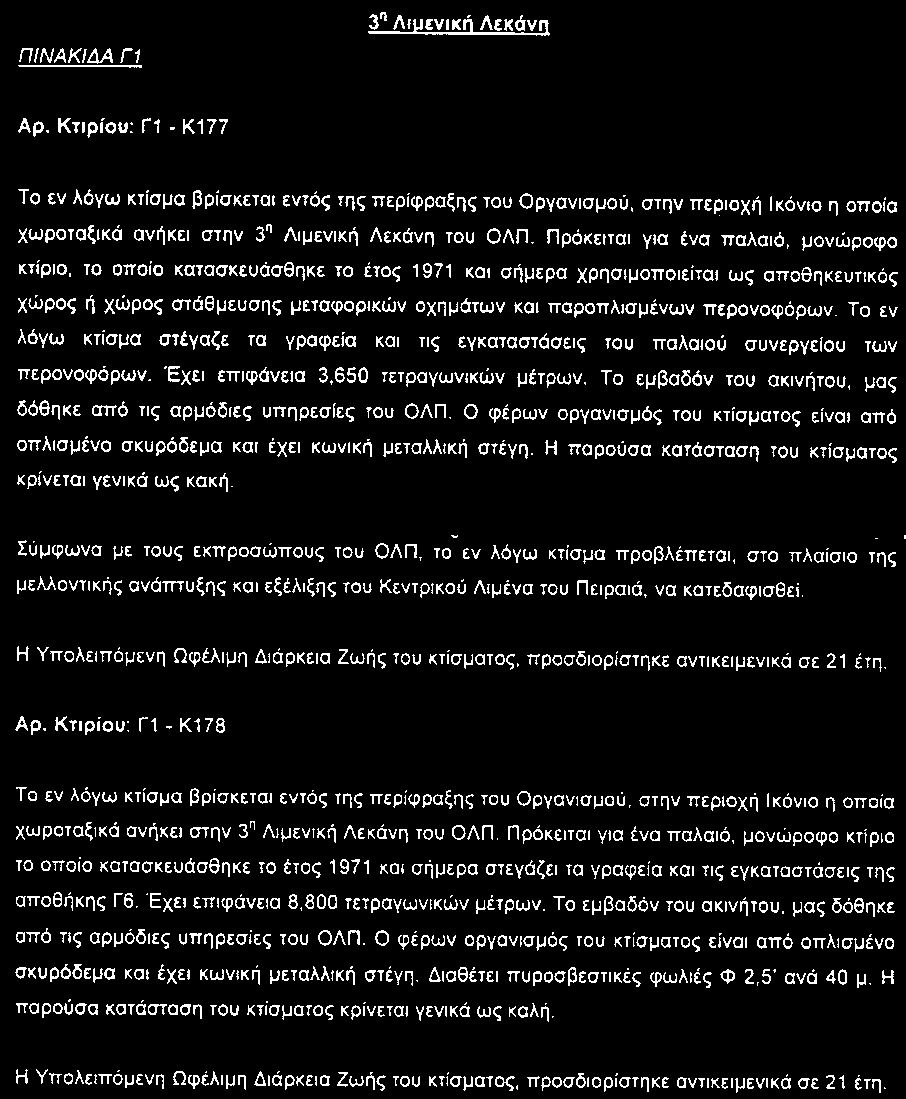 3η Λιμενική Λεκάνη
ΠΙΝΑΚΙΔΑ Γ1
Αρ. Κτιρίου: Γ1 - Κ177
Το εν λόγω κτίσμα βρίσκεται εντός της περίφραξης του Οργανισμού, στην περιοχή Ικόνιο η οποία
χωροταξικά ανήκει στην 3η Λιμενική Λεκάνη του ΟΛΠ. Πρόκειται για ένα παλαιό, μονώροφο
κτίριο, το οποίο κατασκευάσθηκε το έτος 1971 και σήμερα χρησιμοποιείται ως αποθηκευτικός
χώρος ή χώρος στάθμευσης μεταφορικών οχημάτων και παροπλισμένων περονοφόρων. Το εν
λόγω κτίσμα στέγαζε τα γραφεία και τις εγκαταστάσεις του παλαιού συνεργείου των
περονοφόρων. Έχει επιφάνεια 3,650 τετραγωνικών μέτρων. Το εμβαδόν του ακινήτου, μας
δόθηκε από τις αρμόδιες υπηρεσίες του ΟΛΠ. Ο φέρων οργανισμός του κτίσματος είναι από
οπλισμένο σκυρόδεμα και έχει κωνική μεταλλική στέγη. Η παρούσα κατάσταση του κτίσματος
κρίνεται γενικά ως κακή.
Σύμφωνα με τους εκπροσώπους του ΟΛΠ, το εν λόγω κτίσμα προβλέπεται, στο πλαίσιο της
μελλοντικής ανάπτυξης και εξέλιξης του Κεντρικού Λιμένα του Πειραιά, να κατεδαφισθεί.
Η Υπολειπόμενη Ωφέλιμη Διάρκεια Ζωής του κτίσματος, προσδιορίστηκε αντικειμενικά σε 21 έτη.
Αρ. Κτιρίου: Γ1 - Κ178
Το εν λόγω κτίσμα βρίσκεται εντός της περίφραξης του Οργανισμού, στην περιοχή Ικόνιο η οποία
χωροταξικά ανήκει στην 3η Λιμενική Λεκάνη του ΟΛΠ. Πρόκειται για ένα παλαιό, μονώροφο κτίριο
το οποίο κατασκευάσθηκε το έτος 1971 και σήμερα στεγάζει τα γραφεία και τις εγκαταστάσεις της
αποθήκης Γ6. Έχει επιφάνεια 8,800 τετραγωνικών μέτρων. Το εμβαδόν του ακινήτου, μας δόθηκε
από τις αρμόδιες υπηρεσίες του ΟΛΠ. Ο φέρων οργανισμός του κτίσματος είναι από οπλισμένο
σκυρόδεμα και έχει κωνική μεταλλική στέγη. Διαθέτει πυροσβεστικές φωλιές Φ 2,5' ανά 40 μ. Η
παρούσα κατάσταση του κτίσματος κρίνεται γενικά ως καλή.
Η Υπολειπόμενη Ωφέλιμη Διάρκεια Ζωής του κτίσματος, προσδιορίστηκε αντικειμενικά σε 21 έτη.